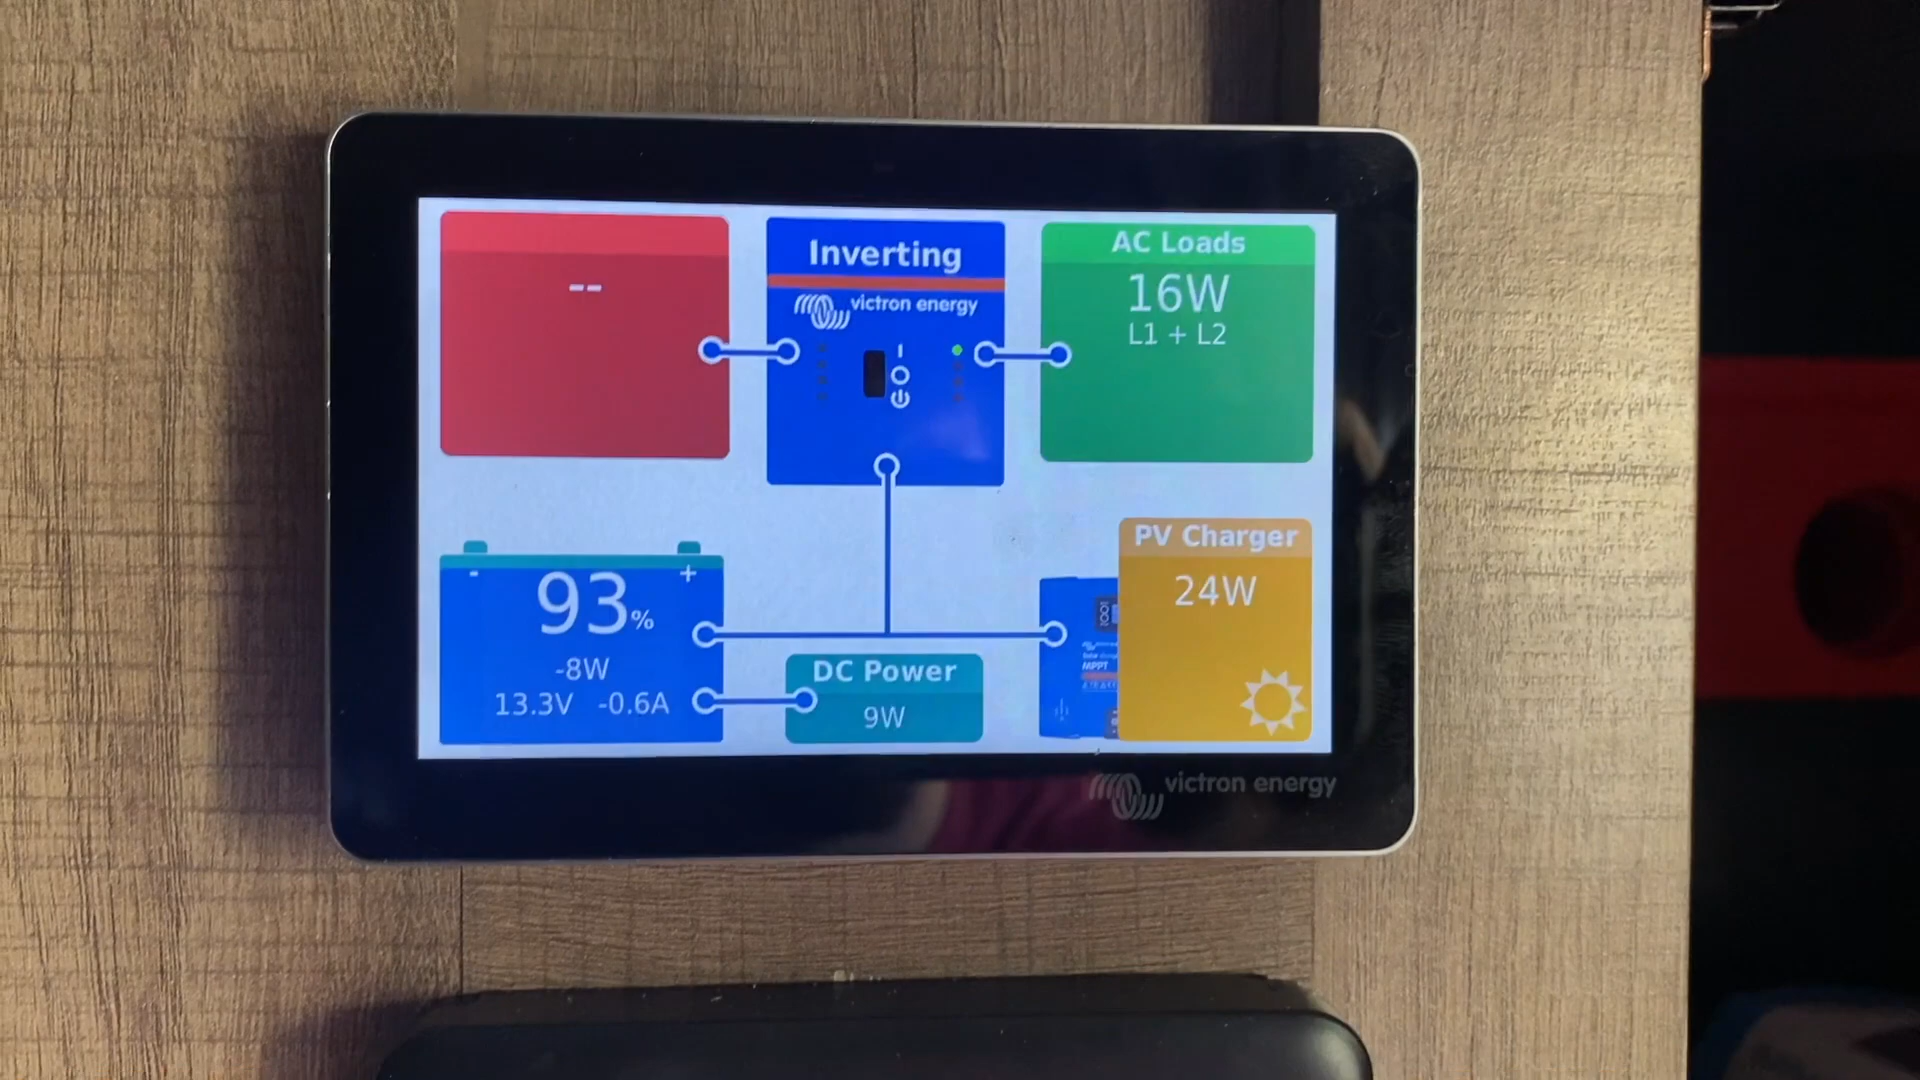 --
Inverting
victron energy
AC Loads
16W
L1 + L2
- +
93%
-8W
13.3V -0.6A
DC Power
9W
MPPT
PV Charger
24W
victron energy